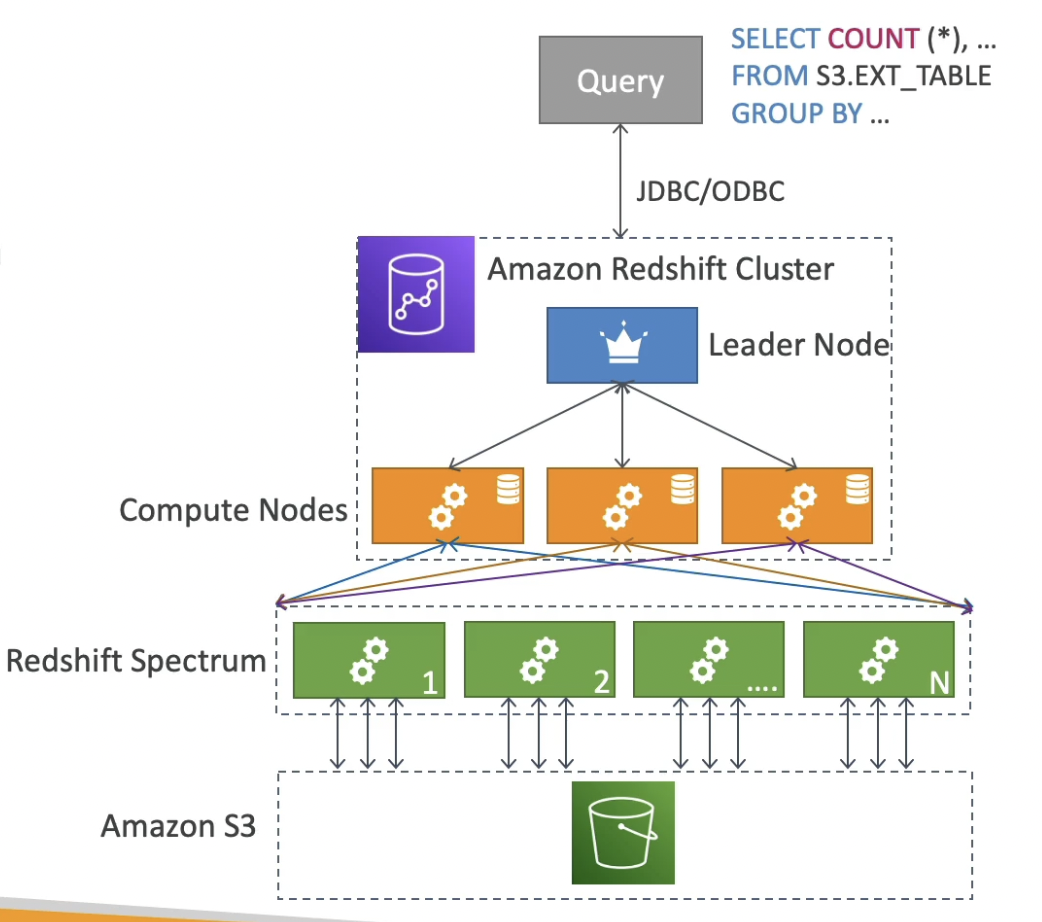 Query
SELECT COUNT (*), ...
FROM S3.EXT_TABLE
GROUP BY ...
JDBC/ODBC
Amazon Redshift Cluster
Leader Node
Compute Nodes
Redshift Spectrum
1
2
....
N
Amazon S3